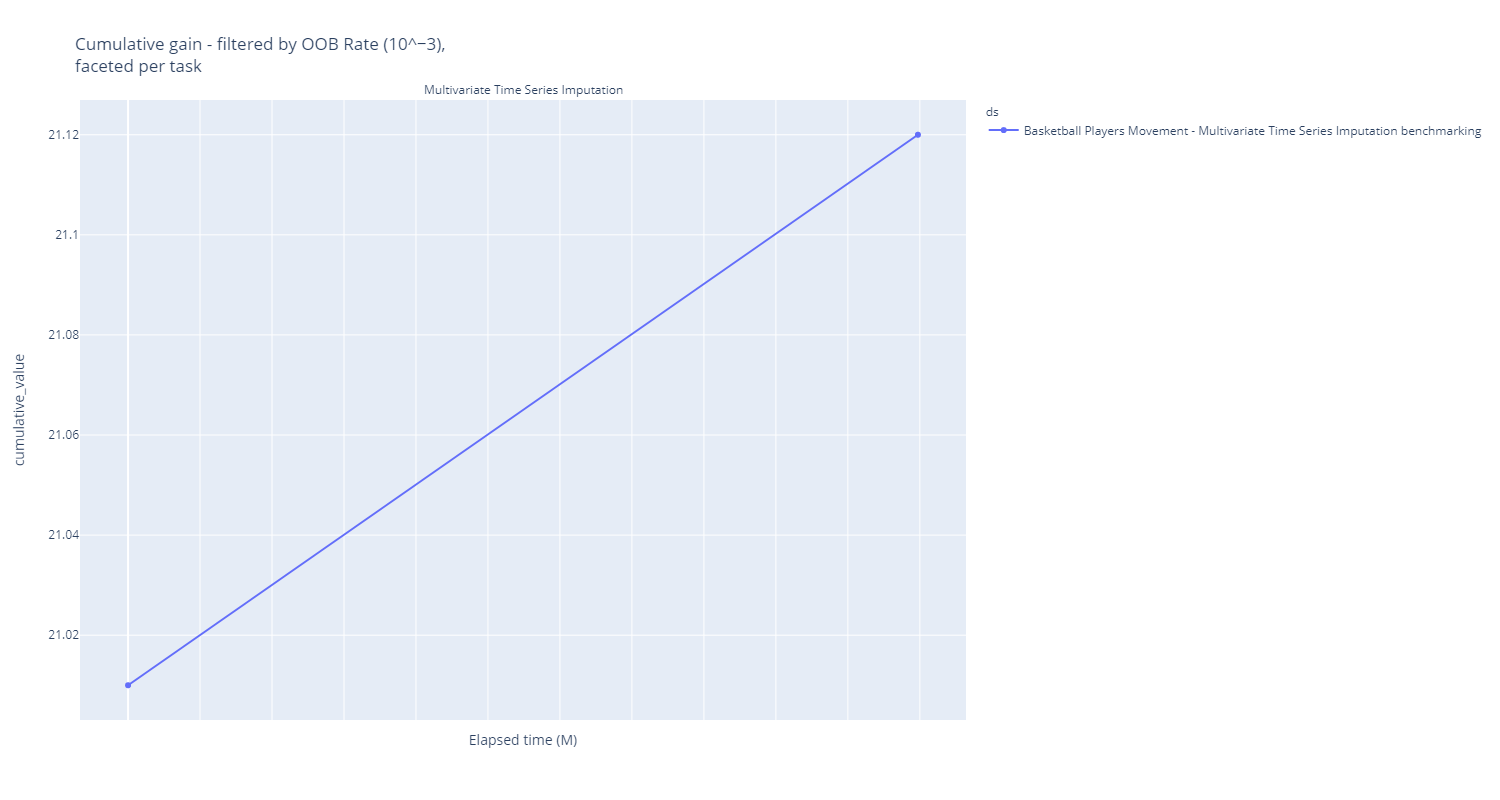 Cumulative gain - filtered by OOB Rate (10^−3),
faceted per task
Multivariate Time Series Imputation
ds
Basketball Players Movement - Multivariate Time Series Imputation benchmarking
21.12
21.1
21.08
21.06
21.04
21.02
cumulative_value
Elapsed time (M)